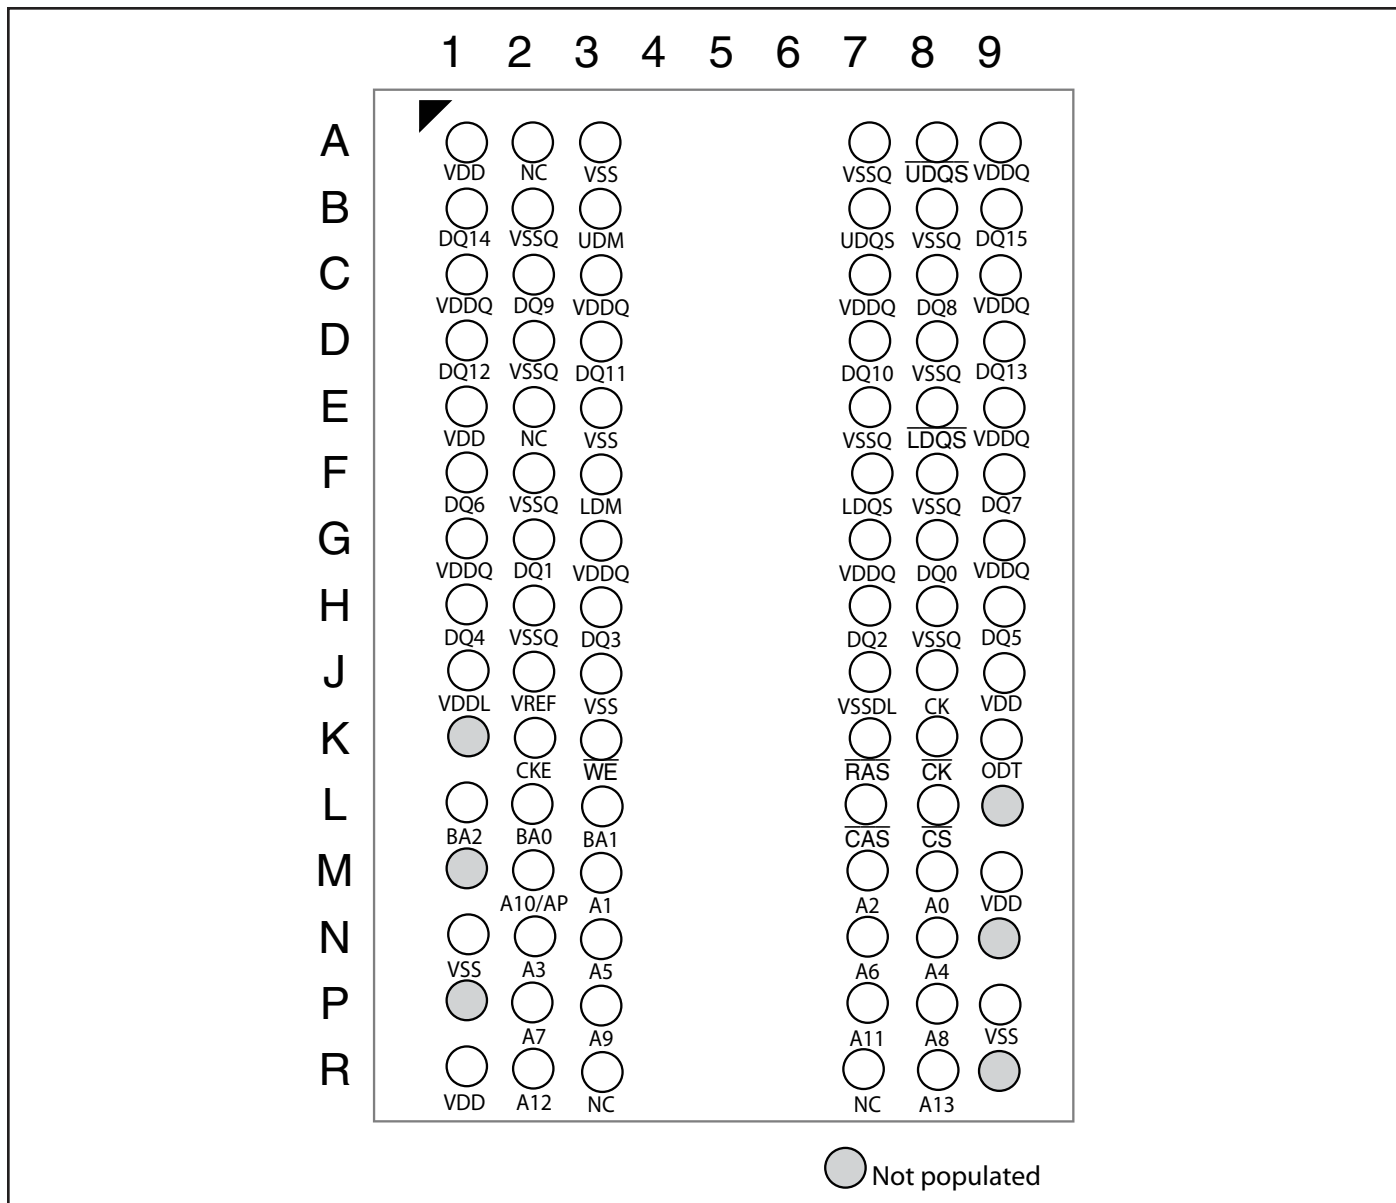 1 2 3 4 5 6 7 8 9
A
VDD NC VSS VSSQ UDQS VDDQ
B
DQ14 VSSQ UDM UDQS VSSQ DQ15
C
VDDQ DQ9 VDDQ VDDQ DQ8 VDDQ
D
DQ12 VSSQ DQ11 DQ10 VSSQ DQ13
E
VDD NC VSS VSSQ LDQS VDDQ
F
DQ6 VSSQ LDM LDQS VSSQ DQ7
G
VDDQ DQ1 VDDQ VDDQ DQ0 VDDQ
H
DQ4 VSSQ DQ3 DQ2 VSSQ DQ5
J
VDDL VREF VSS VSSDL CK VDD
K
CKE WE RAS CK ODT
L
BA2 BA0 BA1 CAS CS
M
A10/AP A1 A2 A0 VDD
N
VSS A3 A5 A6 A4
P
A7 A9 A11 A8 VSS
R
VDD A12 NC NC A13
Not populated